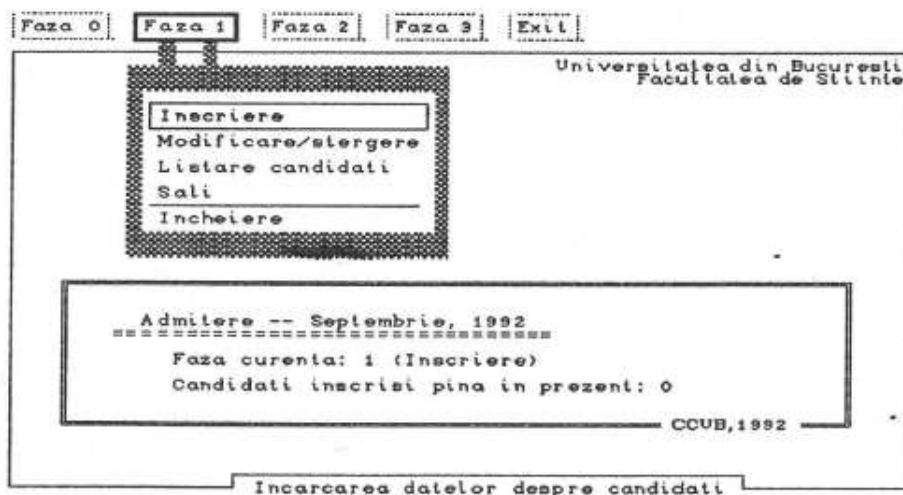 Faza 0 Faza 1 Faza 2 Faza 3 Exit
Universitatea din Bucuresti
Facultatea de Stiinte
Inscriere
Modificare/stergere
Listare candidati
Sali
Incheiere
Admitere -- Septembrie, 1992
===============================
Faza curenta: 1 (Inscriere)
Candidati inscrisi pina in prezent: 0
CCUB,1992
Incarcarea datelor despre candidati